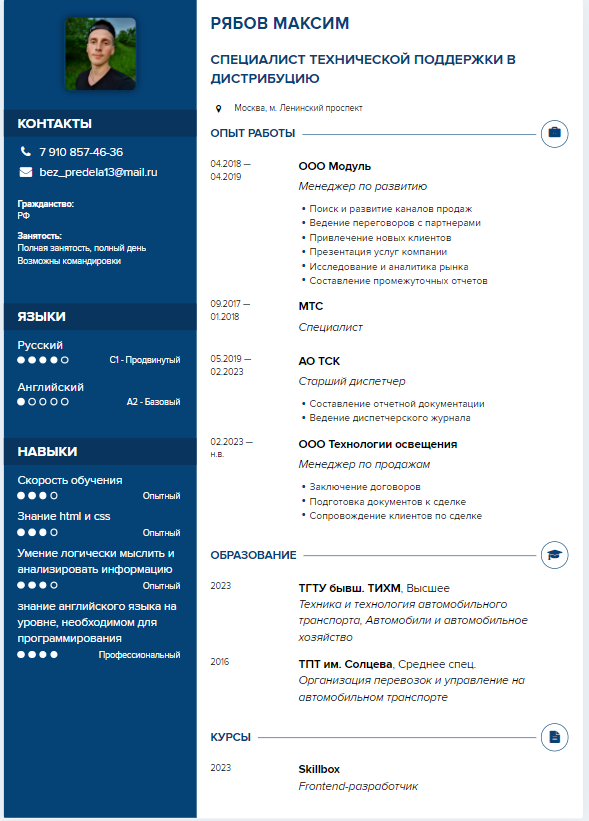 РЯБОВ МАКСИМ
СПЕЦИАЛИСТ ТЕХНИЧЕСКОЙ ПОДДЕРЖКИ В
ДИСТРИБУЦИЮ
Москва, м. Ленинский проспект
КОНТАКТЫ
7 910 857-46-36
bez_predela13@mail.ru
Гражданство:
РФ
Занятость:
Полная занятость, полный день
Возможны командировки
ЯЗЫКИ
Русский
С1 - Продвинутый
Английский
А2 - Базовый
НАВЫКИ
Скорость обучения
Опытный
Знание html и css
Опытный
Умение логически мыслить и
анализировать информацию
Опытный
знание английского языка на
уровне, необходимом для
программирования
Профессиональный
ОПЫТ РАБОТЫ
04.2018 —
04.2019
ООО Модуль
Менеджер по развитию
• Поиск и развитие каналов продаж
• Ведение переговоров с партнерами
• Привлечение новых клиентов
• Презентация услуг компании
• Исследование и аналитика рынка
• Составление промежуточных отчетов
09.2017 —
01.2018
МТС
Специалист
05.2019 —
02.2023
АО ТСК
Старший диспетчер
• Составление отчетной документации
• Ведение диспетчерского журнала
02.2023 —
н.в.
ООО Технологии освещения
Менеджер по продажам
• Заключение договоров
• Подготовка документов к сделке
• Сопровождение клиентов по сделке
ОБРАЗОВАНИЕ
2023
ТГТУ бывш. ТИХМ, Высшее
Техника и технология автомобильного
транспорта, Автомобили и автомобильное
хозяйство
2016
ТПТ им. Солцева, Среднее спец.
Организация перевозок и управление на
автомобильном транспорте
КУРСЫ
2023
Skillbox
Frontend-разработчик